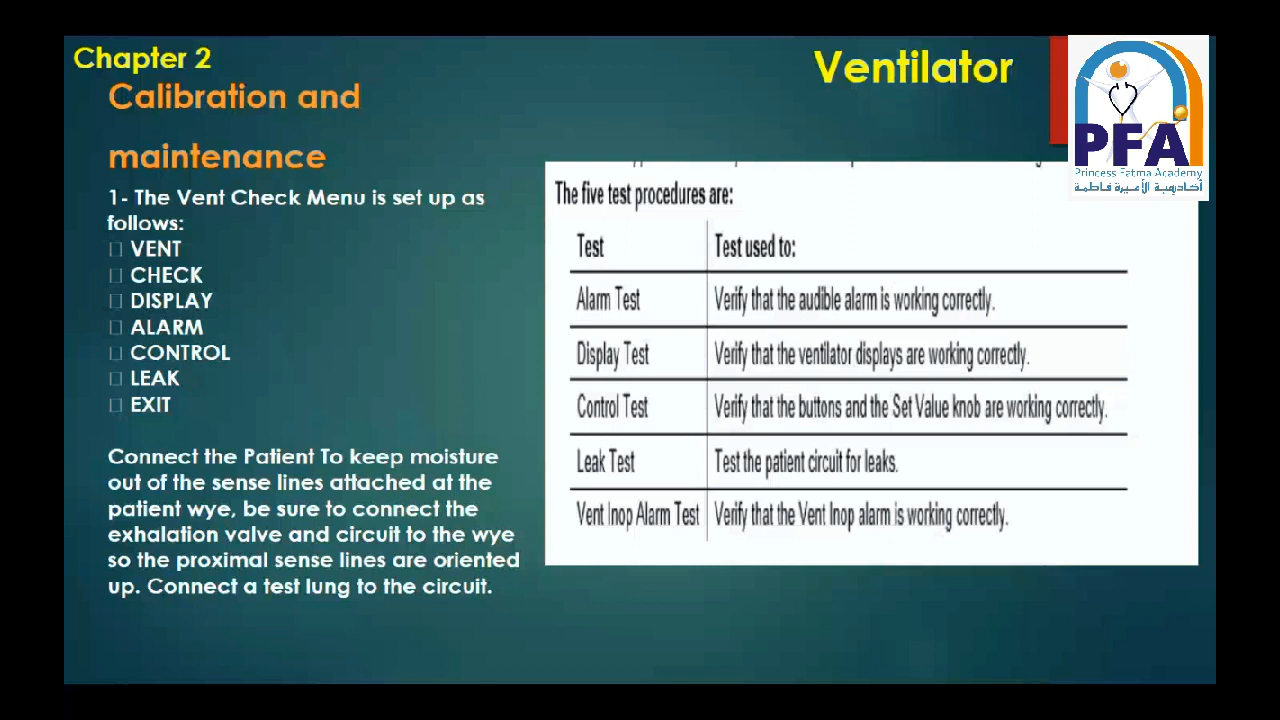 Chapter 2
Ventilator
Calibration and
maintenance
1- The Vent Check Menu is set up as
follows:
VENT
CHECK
DISPLAY
ALARM
CONTROL
LEAK
EXIT
Connect the Patient To keep moisture
out of the sense lines attached at the
patient wye, be sure to connect the
exhalation valve and circuit to the wye
so the proximal sense lines are oriented
up. Connect a test lung to the circuit.
The five test procedures are:
Test Test used to:
Alarm Test Verify that the audible alarm is working correctly.
Display Test Verify that the ventilator displays are working correctly.
Control Test Verify that the buttons and the Set Value knob are working correctly.
Leak Test Test the patient circuit for leaks.
Vent Inop Alarm Test Verify that the Vent Inop alarm is working correctly.
PFA
Princess Fatma Academy
أكاديمية الأميرة فاطمة